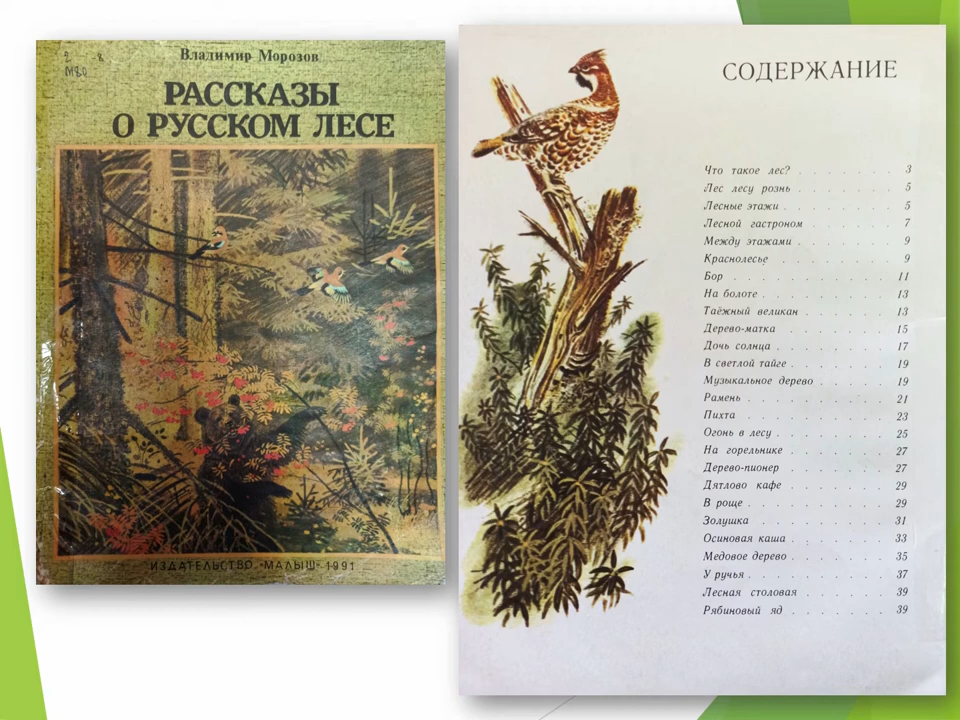 2
М80
8
Владимир Морозов
РАССКАЗЫ
О РУССКОМ ЛЕСЕ
ИЗДАТЕЛЬСТВО «МАЛЫШ» 1991
СОДЕРЖАНИЕ
Что такое лес? . . . . . . . 3
Лес лесу рознь . . . . . . . 5
Лесные этажи . . . . . . . . 5
Лесной гастроном . . . . . . 7
Между этажами . . . . . . . 9
Краснолесье . . . . . . . . 9
Бор . . . . . . . . . . 11
На болоте . . . . . . . . 13
Таёжный великан . . . . . . 13
Дерево-матка . . . . . . . 15
Дочь солнца . . . . . . . 17
В светлой тайге . . . . . . . 19
Музыкальное дерево . . . . . 19
Рамень . . . . . . . . . 21
Пихта . . . . . . . . . 23
Огонь в лесу . . . . . . . 25
На горельнике . . . . . . . 27
Дерево-пионер . . . . . . . 27
Дятлово кафе . . . . . . . 29
В роще . . . . . . . . . 29
Золушка . . . . . . . . 31
Осиновая каша . . . . . . . 33
Медовое дерево . . . . . . . 35
У ручья . . . . . . . . . 37
Лесная столовая . . . . . . 39
Рябиновый яд . . . . . . . 39